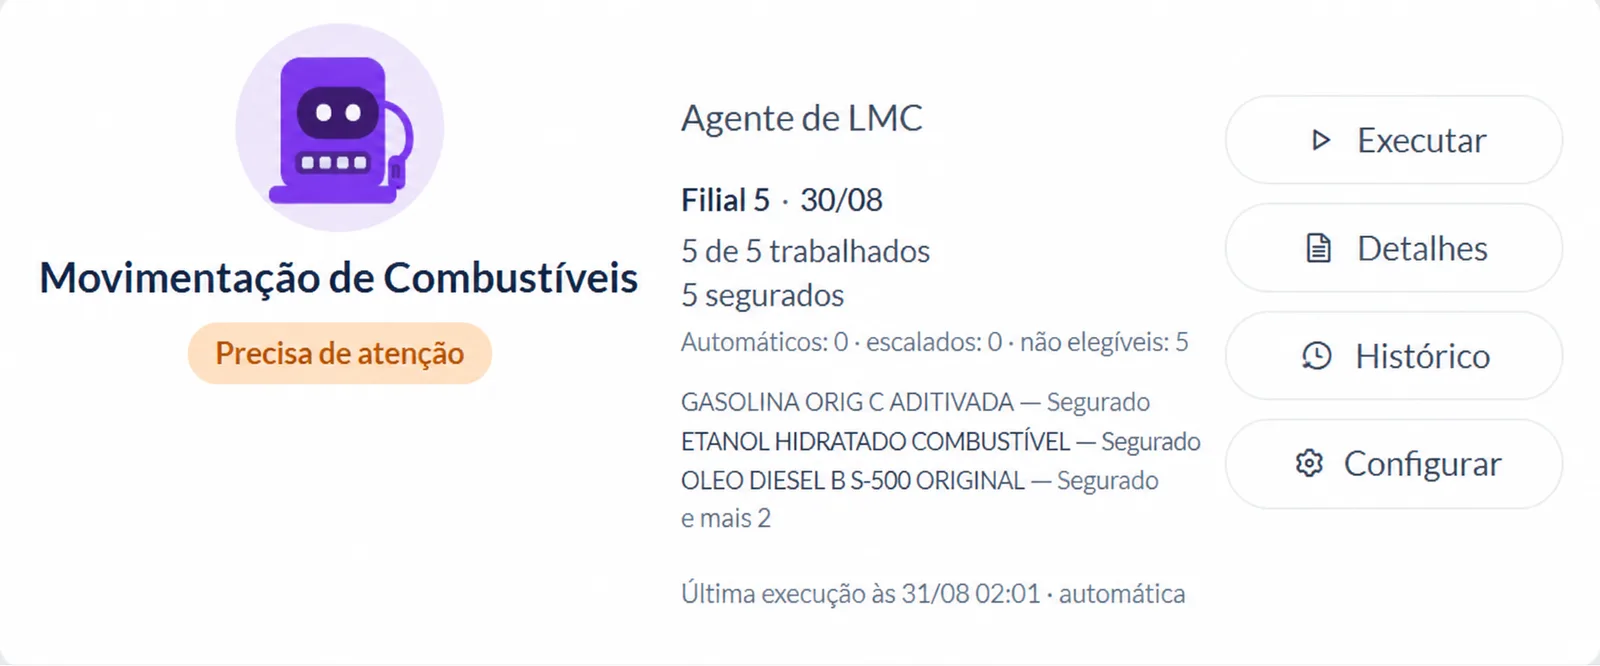 Movimentação de Combustíveis
Precisa de atenção
Agente de LMC
Filial 5 · 30/08
5 de 5 trabalhados
5 segurados
Automáticos: 0 · escalados: 0 · não elegíveis: 5
GASOLINA ORIG C ADITIVADA — Segurado
ETANOL HIDRATADO COMBUSTÍVEL — Segurado
OLEO DIESEL B S-500 ORIGINAL — Segurado
e mais 2
Última execução às 31/08 02:01 · automática
Executar
Detalhes
Histórico
Configurar